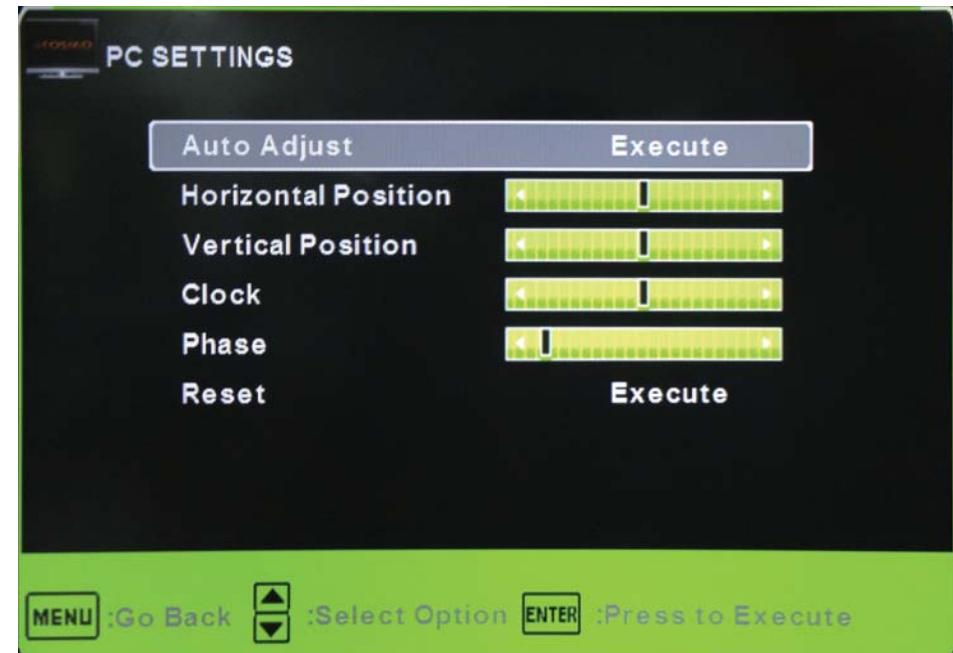 PC SETTINGS
Auto Adjust Execute
Horizontal Position
Vertical Position
Clock
Phase
Reset Execute
MENU :Go Back :Select Option ENTER :Press to Execute